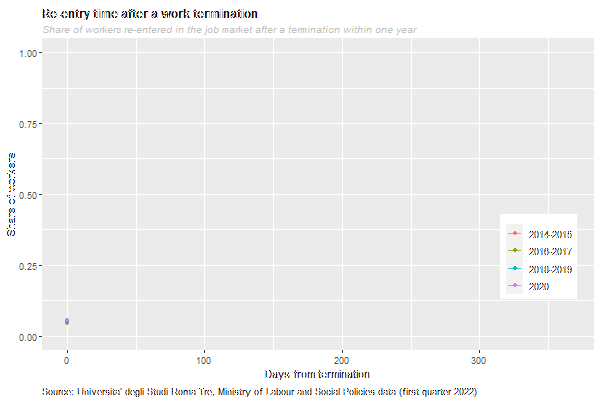 Re-entry time after a work termination
Share of workers re-entered in the job market after a termination within one year
1.00
0.75
0.50
0.25
0.00
Share of workers
0
100
200
300
Days from termination
2014-2015
2016-2017
2018-2019
2020
Source: Universita' degli Studi Roma Tre, Ministry of Labour and Social Policies data (first quarter 2022)